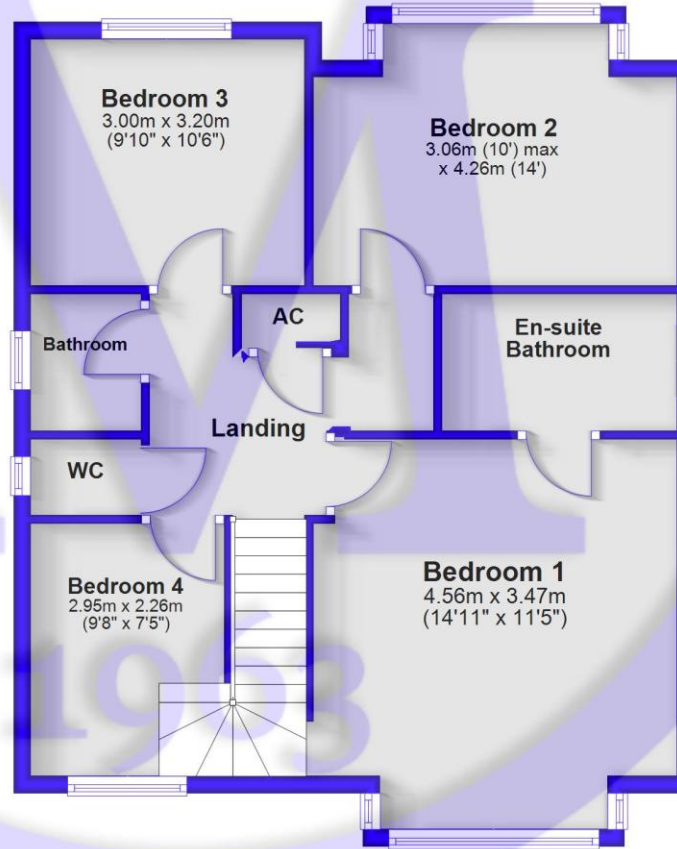 Bedroom 3
3.00m x 3.20m
(9'10" x 10'6")
Bedroom 2
3.06m (10') max
x 4.26m (14')
Bathroom
AC
En-suite
Bathroom
Landing
WC
Bedroom 4
2.95m x 2.26m
(9'8" x 7'5")
Bedroom 1
4.56m x 3.47m
(14'11" x 11'5")
1963